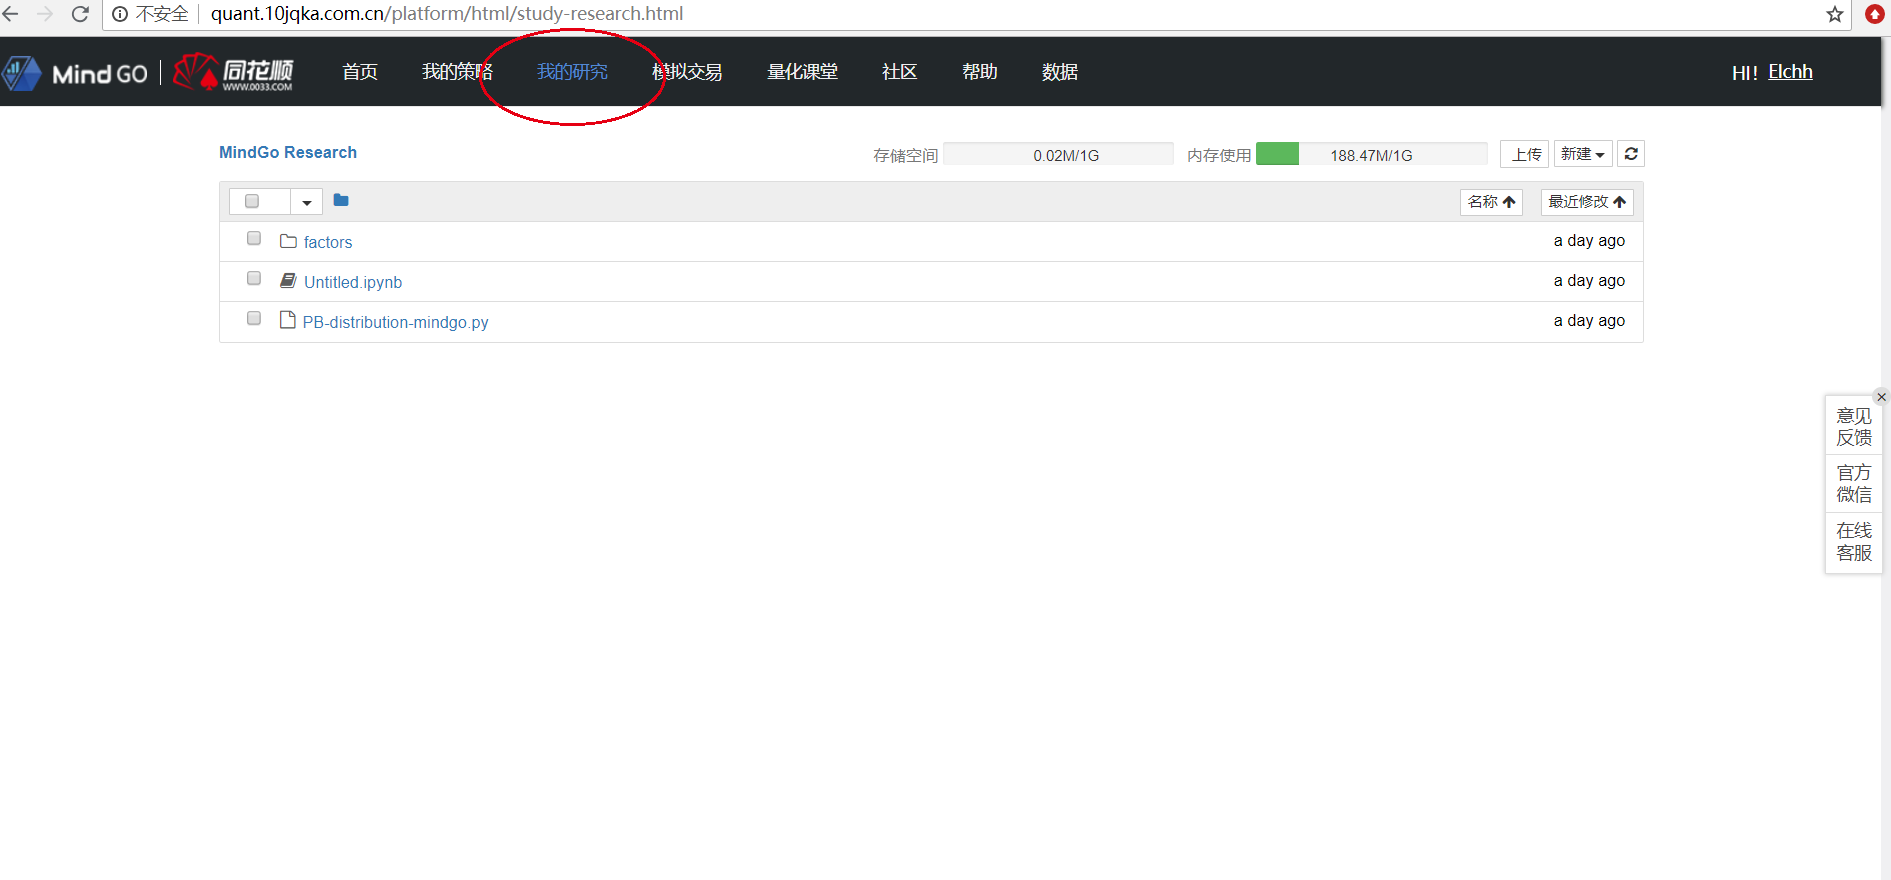 不安全 quant.10jqka.com.cn/platform/html/study-research.html
Mind GO 同花顺 WWW.0033.COM 首页 我的策略 我的研究 模拟交易 量化课堂 社区 帮助 数据 HI! Elchh
MindGo Research 存储空间 0.02M/1G 内存使用 188.47M/1G 上传 新建
名称 最近修改
factors a day ago
Untitled.ipynb a day ago
PB-distribution-mindgo.py a day ago
意见
反馈
官方
微信
在线
客服